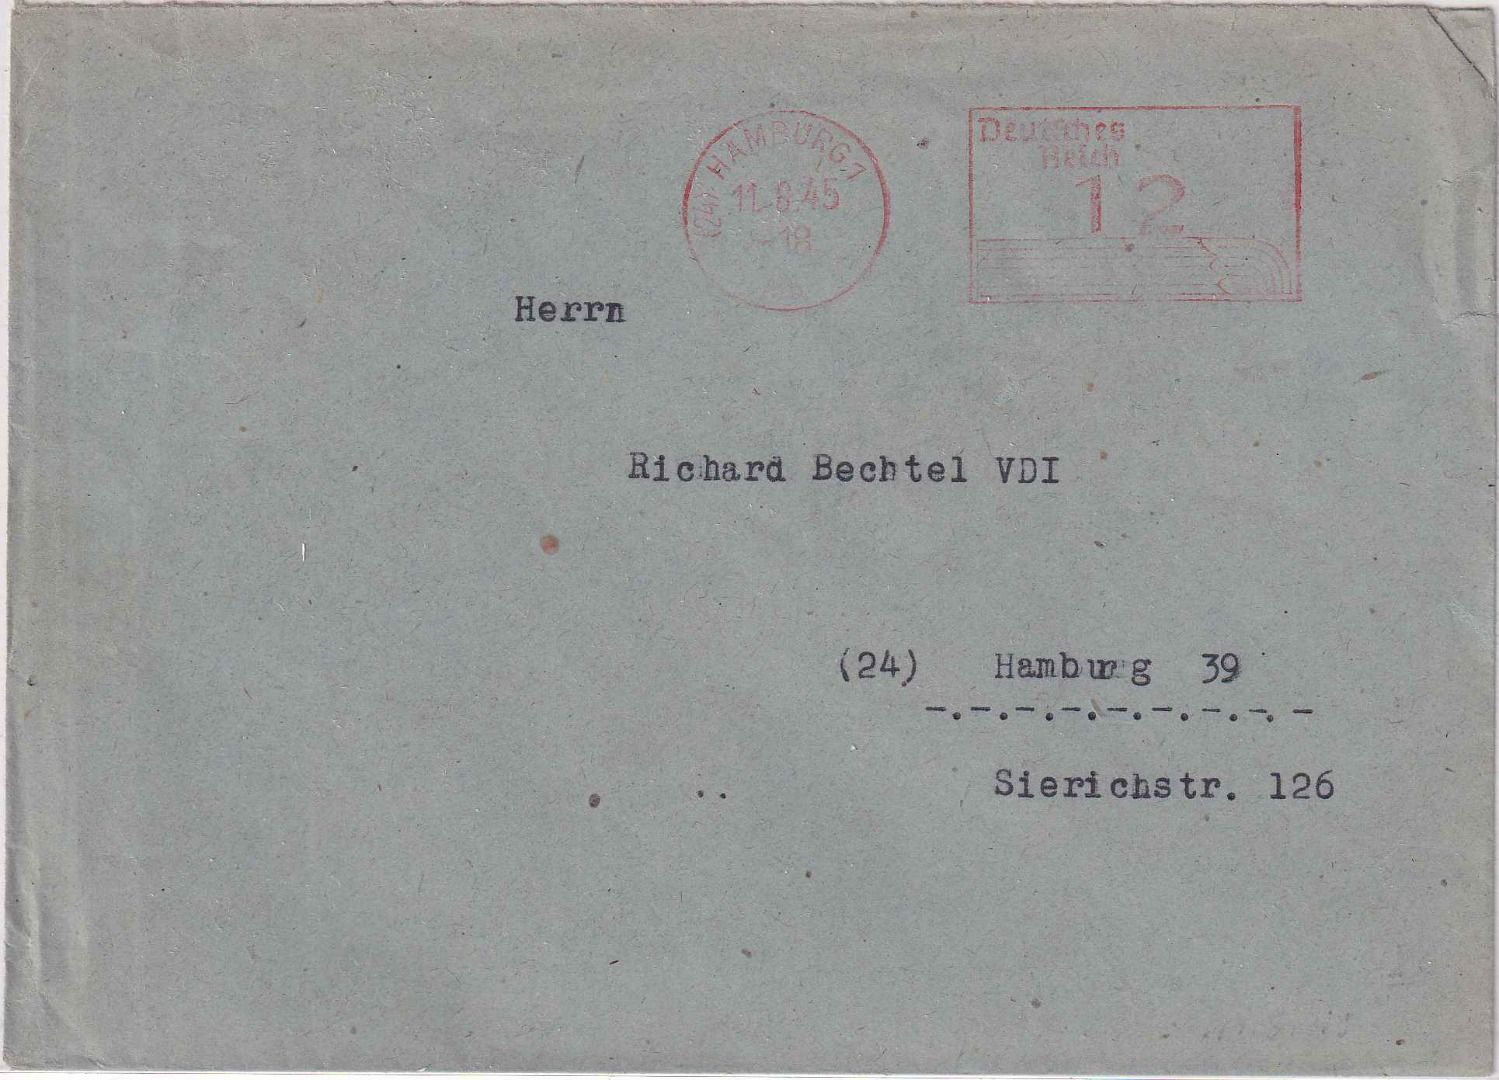 (24) HAMBURG 1
11.8.45
-18
Deutsches
Reich
12
Herrn
Richard Bechtel VDI
(24) Hamburg 39
-.-.-.-.-.-.-.-.-
Sierichstr. 126